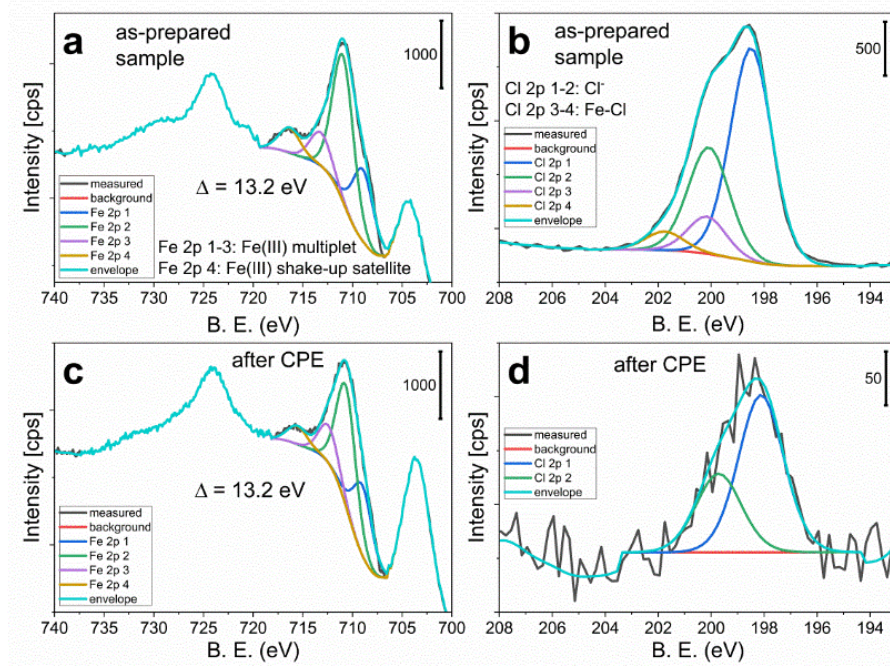 a
as-prepared
sample
1000
measured
background
Fe 2p 1
Fe 2p 2
Fe 2p 3
Fe 2p 4
envelope
Δ = 13.2 eV
Fe 2p 1-3: Fe(III) multiplet
Fe 2p 4: Fe(III) shake-up satellite
Intensity [cps]
740 735 730 725 720 715 710 705 700
B. E. (eV)
b
as-prepared
sample
500
Cl 2p 1-2: Cl⁻
Cl 2p 3-4: Fe-Cl
measured
background
Cl 2p 1
Cl 2p 2
Cl 2p 3
Cl 2p 4
envelope
Intensity [cps]
208 206 204 202 200 198 196 194
B. E. (eV)
c
after CPE
1000
Δ = 13.2 eV
measured
background
Fe 2p 1
Fe 2p 2
Fe 2p 3
Fe 2p 4
envelope
Intensity [cps]
740 735 730 725 720 715 710 705 700
B. E. (eV)
after CPE
d
50
measured
background
Cl 2p 1
Cl 2p 2
envelope
Intensity [cps]
208 206 204 202 200 198 196 194
B. E. (eV)